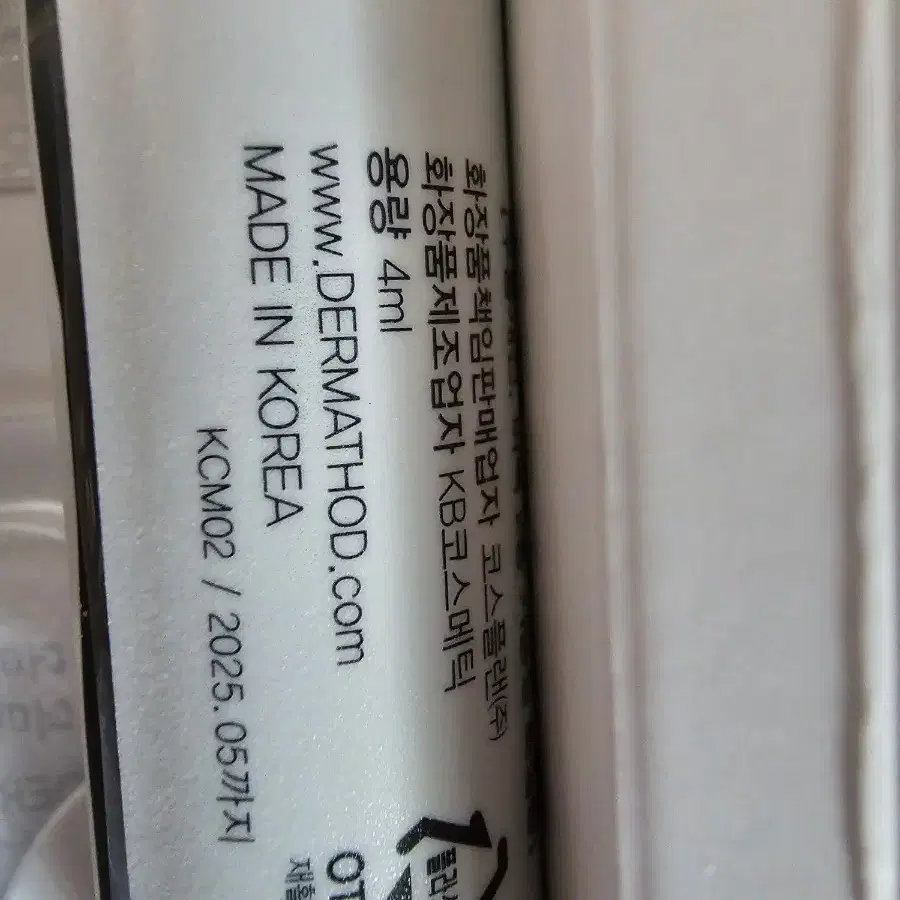 화장품책임판매업자 코스플랜(주)
화장품제조업자 KB코스메틱
용량 4ml
www.DERMATHOD.com
MADE IN KOREA
KCM02 / 2025.05까지